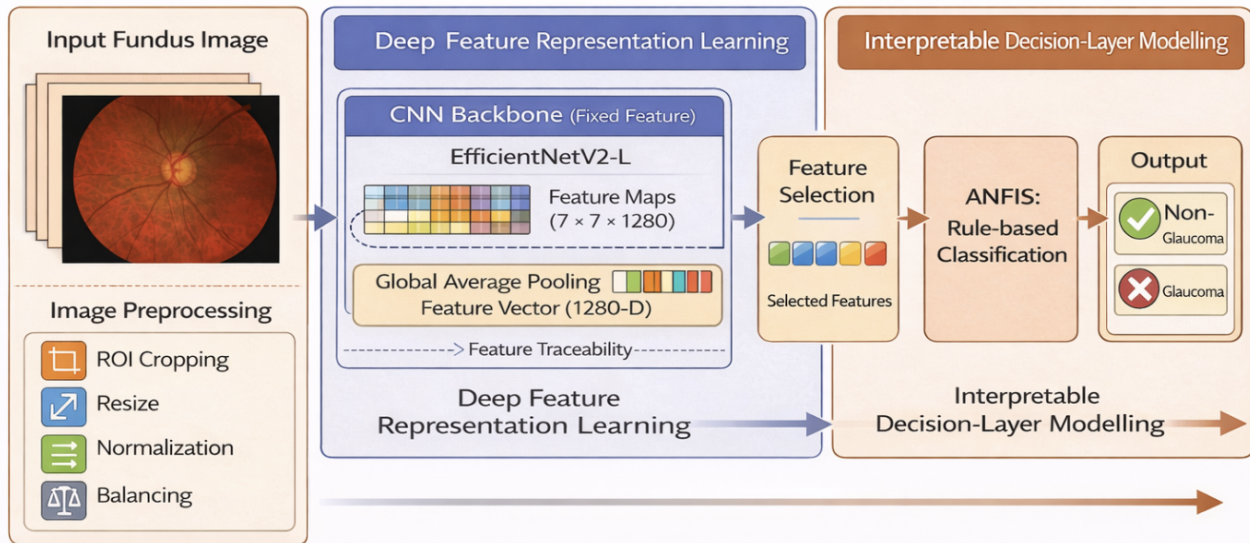 Input Fundus Image
Image Preprocessing
ROI Cropping
Resize
Normalization
Balancing
Deep Feature Representation Learning
CNN Backbone (Fixed Feature)
EfficientNetV2-L
Feature Maps
(7 × 7 × 1280)
Global Average Pooling
Feature Vector (1280-D)
Feature Traceability
Deep Feature
Representation Learning
Interpretable Decision-Layer Modelling
Feature
Selection
Selected Features
ANFIS:
Rule-based
Classification
Output
Non-
Glaucoma
Glaucoma
Interpretable
Decision-Layer Modelling